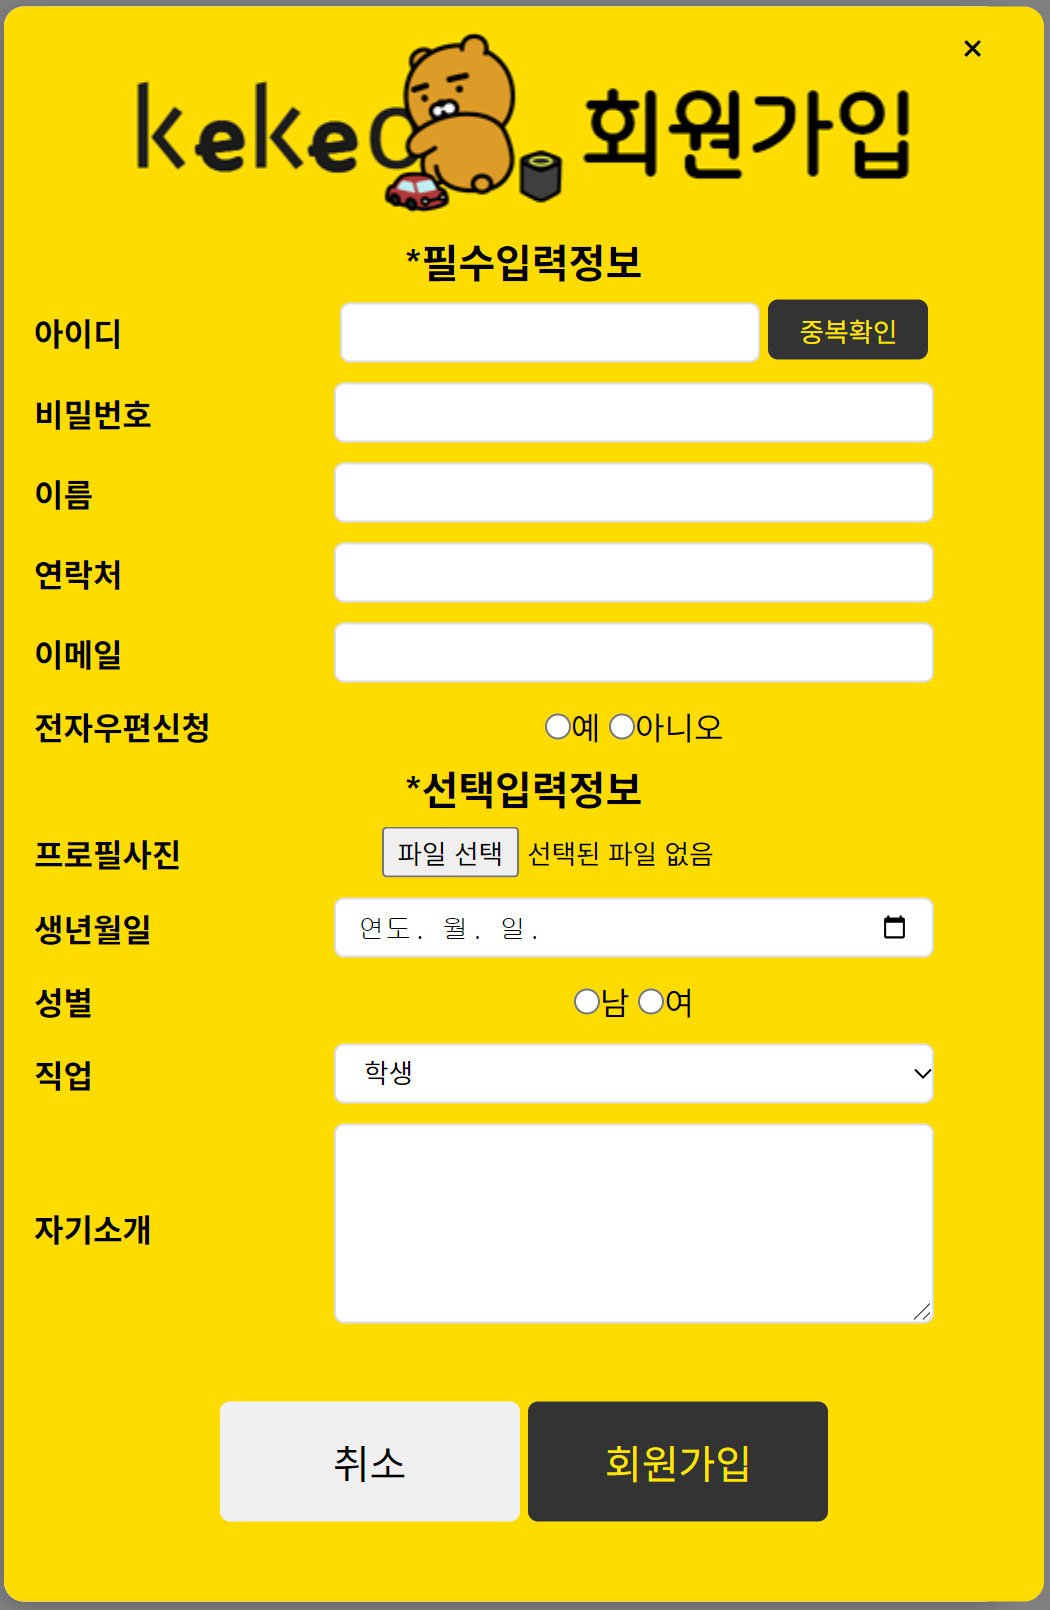 ×
kekeo 회원가입
*필수입력정보
아이디 중복확인
비밀번호
이름
연락처
이메일
전자우편신청 예 아니오
*선택입력정보
프로필사진 파일 선택 선택된 파일 없음
생년월일 연도. 월. 일.
성별 남 여
직업 학생
자기소개
취소 회원가입